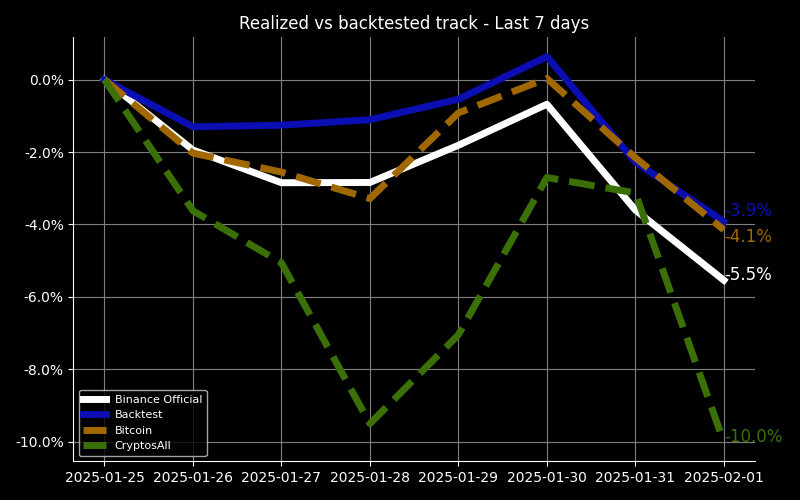 Realized vs backtested track - Last 7 days
0.0%
-2.0%
-4.0%
-6.0%
-8.0%
-10.0%
-3.9%
-4.1%
-5.5%
-10.0%
Binance Official
Backtest
Bitcoin
CryptosAll
2025-01-25 2025-01-26 2025-01-27 2025-01-28 2025-01-29 2025-01-30 2025-01-31 2025-02-01